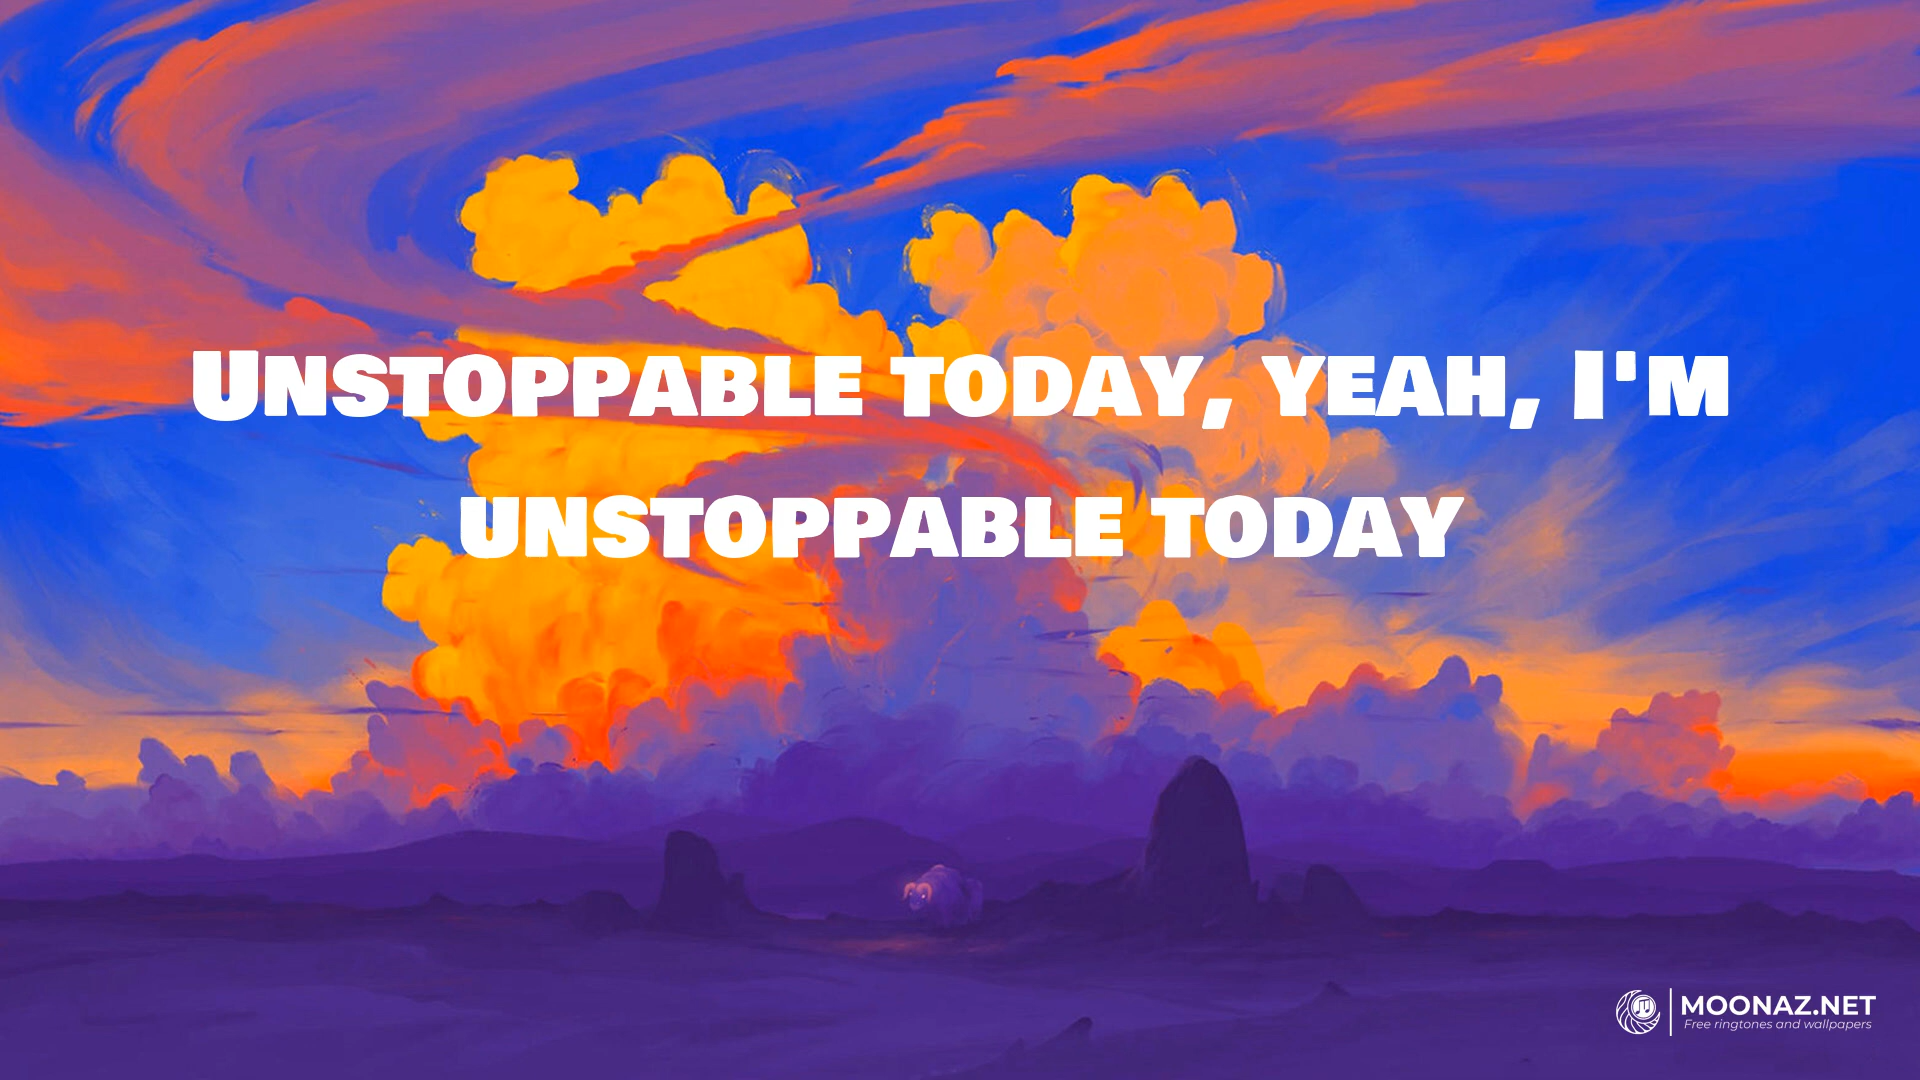 Unstoppable today, yeah, I'm
unstoppable today
MOONAZ.NET
Free ringtones and wallpapers